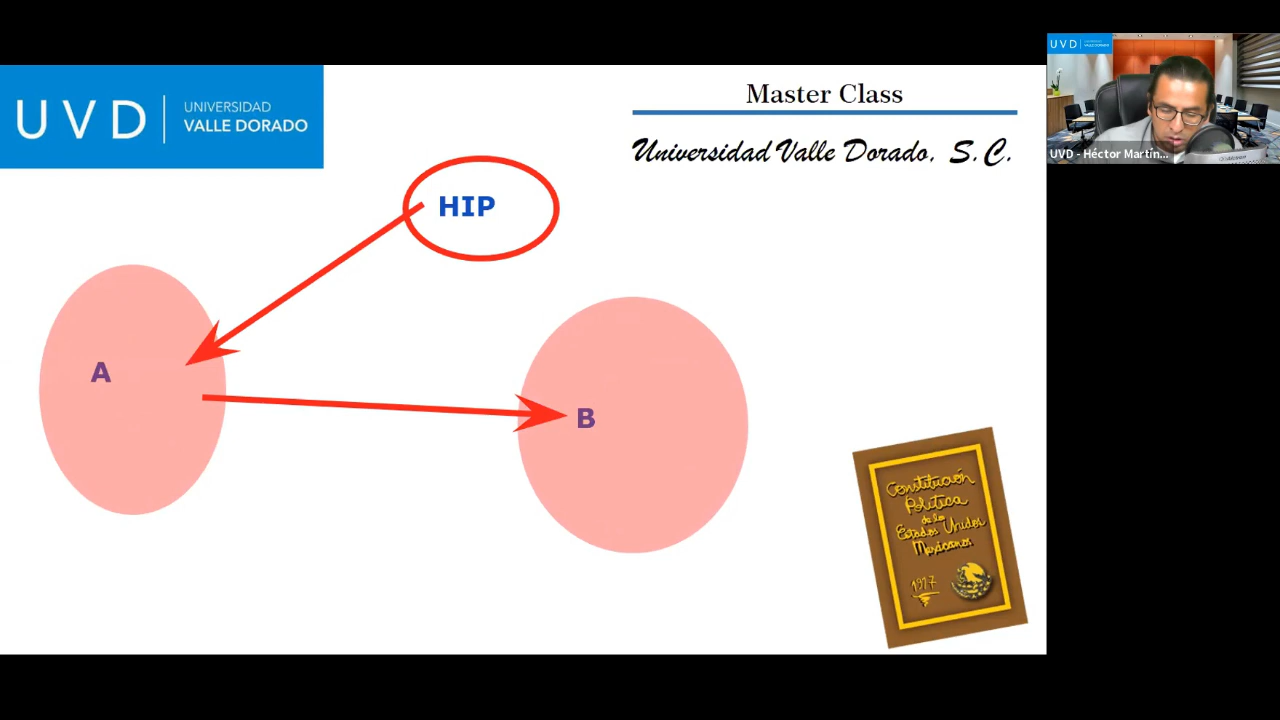 UVD
UNIVERSIDAD
VALLE DORADO
Master Class
Universidad Valle Dorado, S.C.
HIP
A
B
Constitución
Política
de los
Estados Unidos
Mexicanos
1917
UVD
UVD - Héctor Martín...